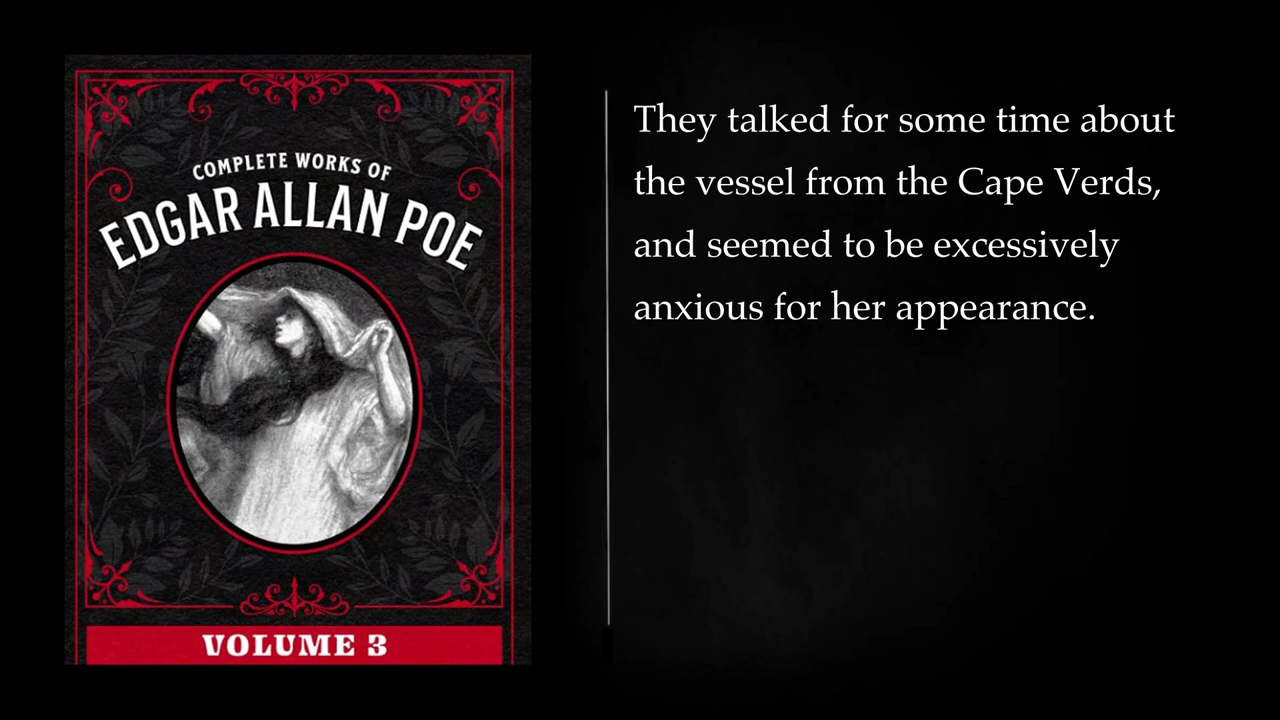 COMPLETE WORKS OF
EDGAR ALLAN POE
VOLUME 3
They talked for some time about
the vessel from the Cape Verds,
and seemed to be excessively
anxious for her appearance.